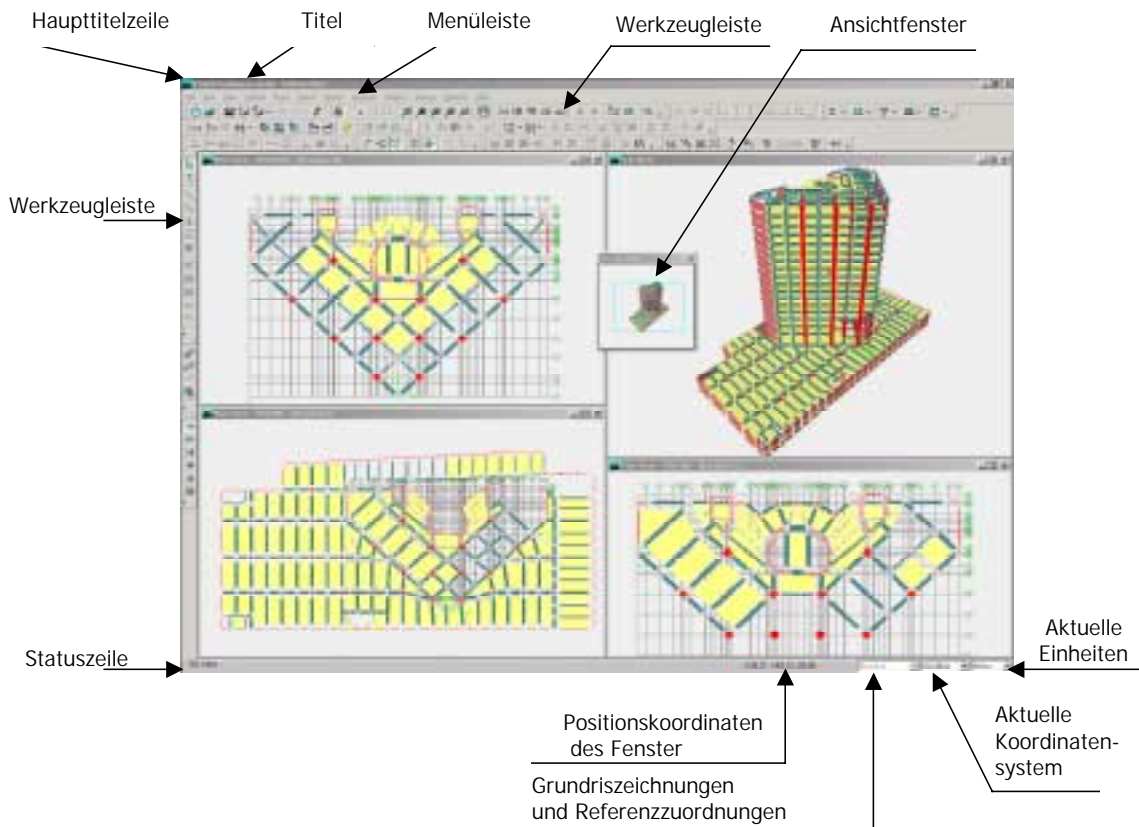 Haupttitelzeile
Titel
Menüleiste
Werkzeugleiste
Ansichtfenster
Werkzeugleiste
Statuszeile
Aktuelle
Einheiten
Positionskoordinaten
des Fenster
Aktuelle
Koordinaten-
system
Grundriszeichnungen
und Referenzzuordnungen